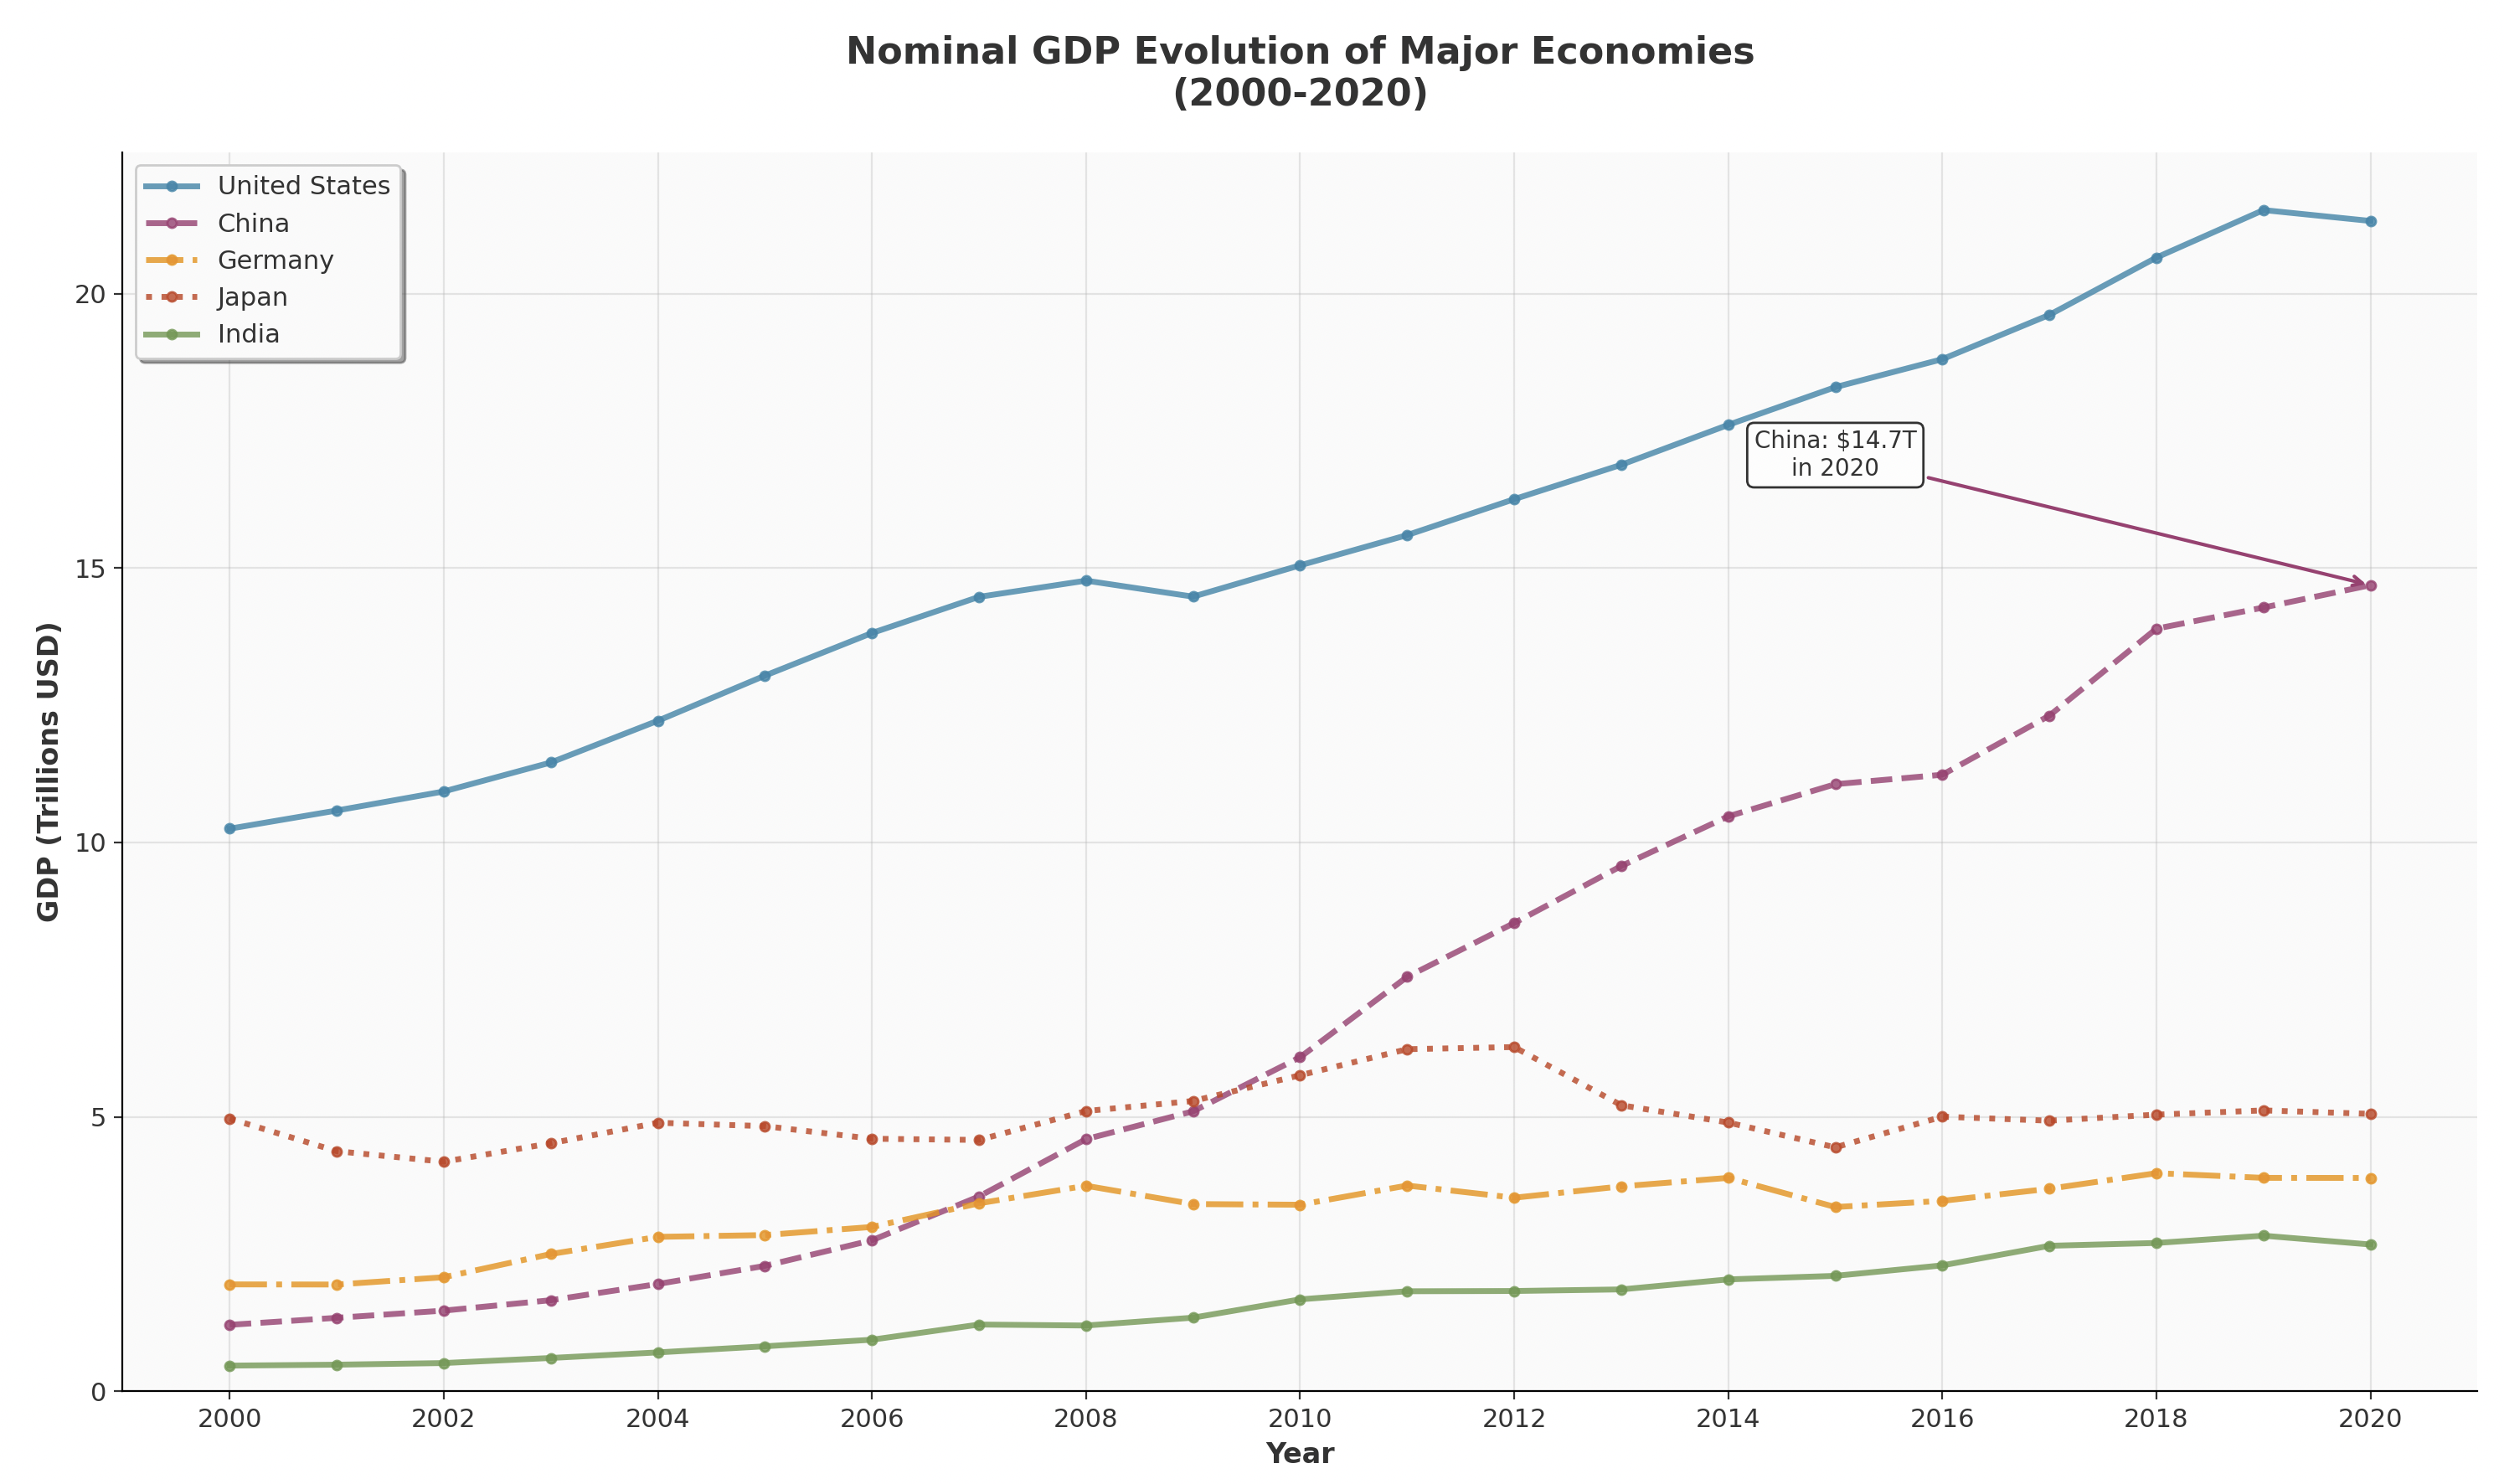 Nominal GDP Evolution of Major Economies
(2000-2020)
United States
China
Germany
Japan
India
China: $14.7T
in 2020
GDP (Trillions USD)
20
15
10
5
0
2000 2002 2004 2006 2008 2010 2012 2014 2016 2018 2020
Year